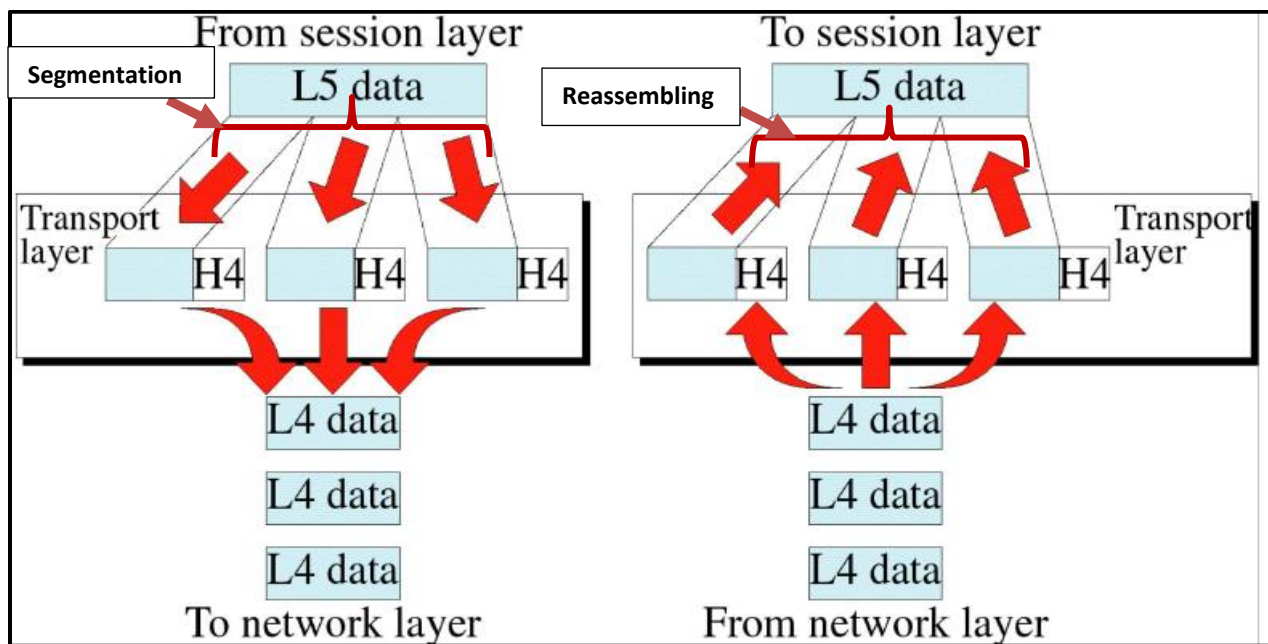 From session layer
Segmentation
L5 data
Transport
layer
H4
H4
H4
L4 data
L4 data
L4 data
To network layer
To session layer
Reassembling
L5 data
Transport
layer
H4
H4
H4
L4 data
L4 data
L4 data
From network layer